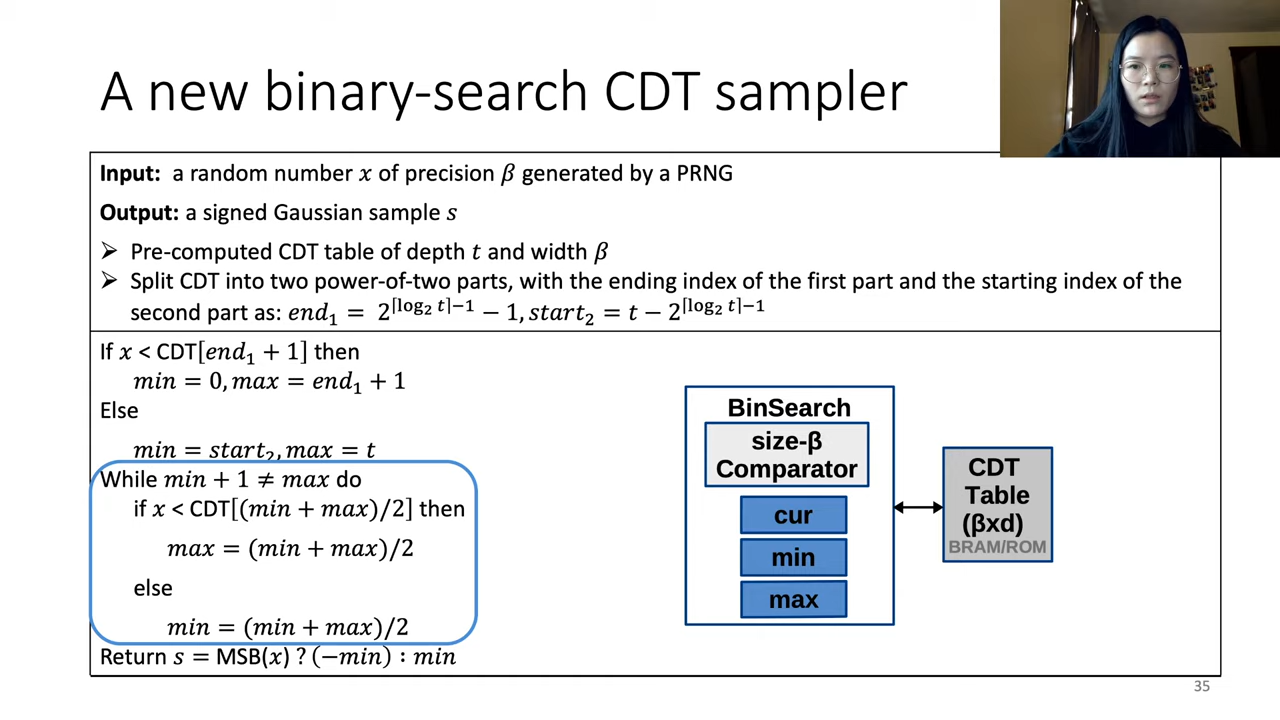 A new binary-search CDT sampler
Input: a random number 𝑥 of precision 𝛽 generated by a PRNG
Output: a signed Gaussian sample 𝑠
➢ Pre-computed CDT table of depth 𝑡 and width 𝛽
➢ Split CDT into two power-of-two parts, with the ending index of the first part and the starting index of the
second part as: 𝑒𝑛𝑑₁ = 2^(⌈log₂ 𝑡⌉−1) − 1, 𝑠𝑡𝑎𝑟𝑡₂ = 𝑡 − 2^(⌈log₂ 𝑡⌉−1)
If 𝑥 < CDT[𝑒𝑛𝑑₁ + 1] then
𝑚𝑖𝑛 = 0, 𝑚𝑎𝑥 = 𝑒𝑛𝑑₁ + 1
Else
𝑚𝑖𝑛 = 𝑠𝑡𝑎𝑟𝑡₂, 𝑚𝑎𝑥 = 𝑡
While 𝑚𝑖𝑛 + 1 ≠ 𝑚𝑎𝑥 do
if 𝑥 < CDT[(𝑚𝑖𝑛 + 𝑚𝑎𝑥)/2] then
𝑚𝑎𝑥 = (𝑚𝑖𝑛 + 𝑚𝑎𝑥)/2
else
𝑚𝑖𝑛 = (𝑚𝑖𝑛 + 𝑚𝑎𝑥)/2
Return 𝑠 = MSB(𝑥) ? (−𝑚𝑖𝑛) : 𝑚𝑖𝑛
BinSearch
size-β
Comparator
cur
min
max
CDT
Table
(βxd)
BRAM/ROM
35